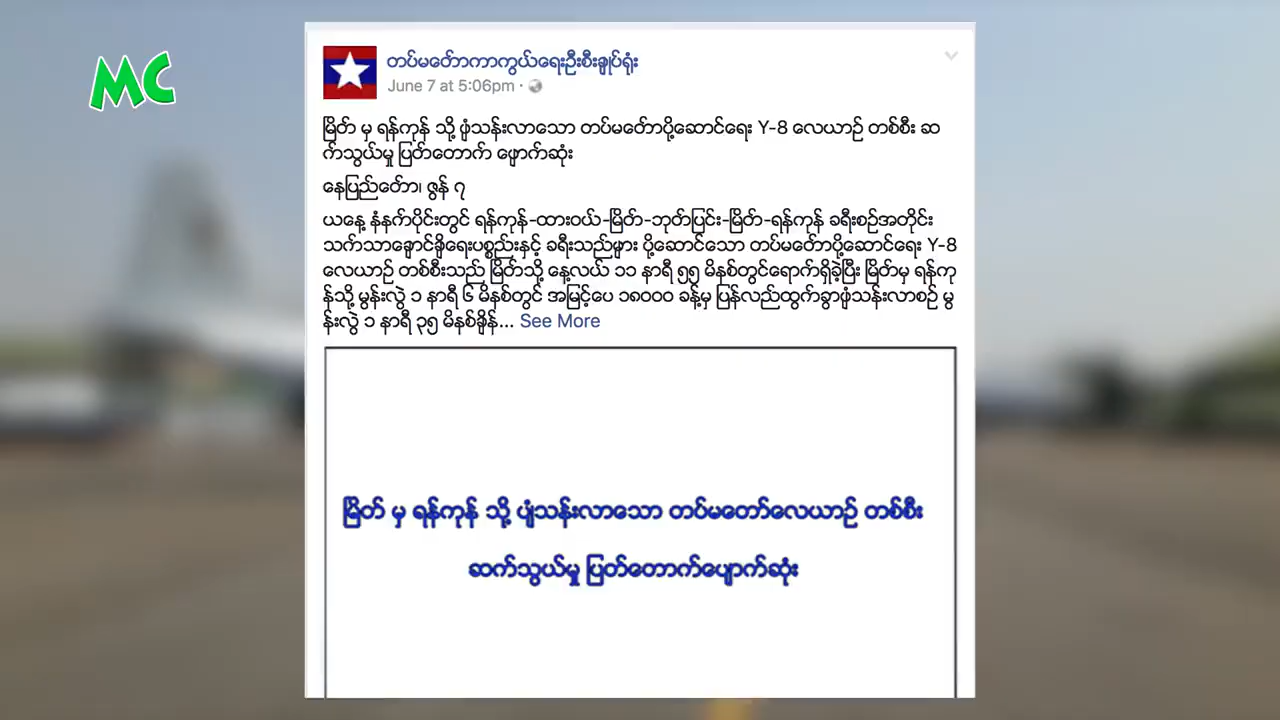 MC
တပ်မတော်ကာကွယ်ရေးဦးစီးချုပ်ရုံး
June 7 at 5:06pm ·
မြိတ် မှ ရန်ကုန် သို့ ပျံသန်းလာသော တပ်မတော်ပို့ဆောင်ရေး Y-8 လေယာဉ် တစ်စီး ဆ
က်သွယ်မှု ပြတ်တောက် ပျောက်ဆုံး
နေပြည်တော်၊ ဇွန် ၇
ယနေ့ နံနက်ပိုင်းတွင် ရန်ကုန်-ထားဝယ်-မြိတ်-ဘုတ်ပြင်း-မြိတ်-ရန်ကုန် ခရီးစဉ်အတိုင်း
သက်သာချောင်ချိရေးပစ္စည်းနှင့် ခရီးသည်များ ပို့ဆောင်သော တပ်မတော်ပို့ဆောင်ရေး Y-8
လေယာဉ် တစ်စီးသည် မြိတ်သို့ နေ့လယ် ၁၁ နာရီ ၅၅ မိနစ်တွင်ရောက်ရှိခဲ့ပြီး မြိတ်မှ ရန်ကု
န်သို့ မွန်းလွဲ ၁ နာရီ ၆ မိနစ်တွင် အမြင့်ပေ ၁၈၀၀၀ ခန့်မှ ပြန်လည်ထွက်ခွာပျံသန်းလာစဉ် မွ
န်းလွဲ ၁ နာရီ ၃၅ မိနစ်ချိန်... See More
မြိတ် မှ ရန်ကုန် သို့ ပျံသန်းလာသော တပ်မတော်လေယာဉ် တစ်စီး
ဆက်သွယ်မှု ပြတ်တောက်ပျောက်ဆုံး